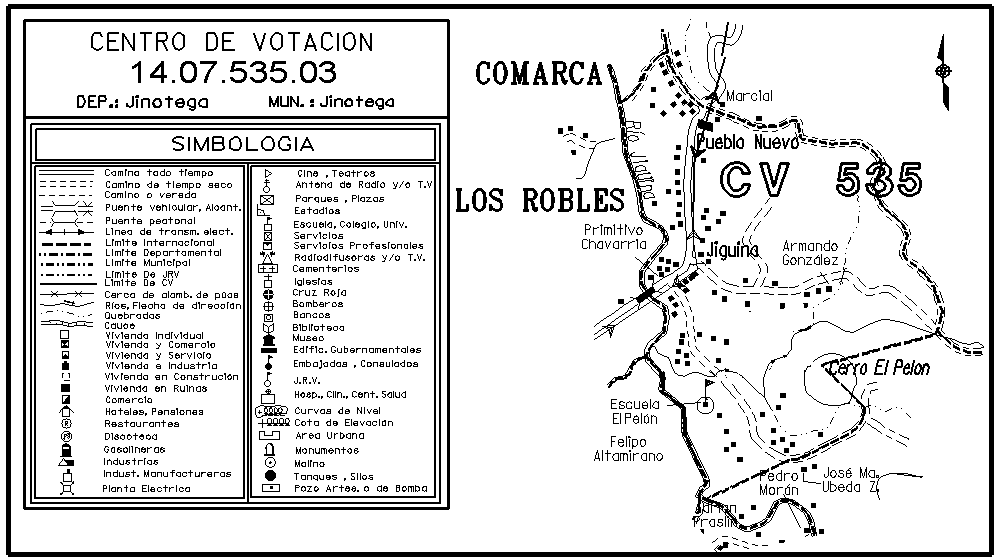 CENTRO DE VOTACION
14.07.535.03
DEP.: Jinotega MUN. : Jinotega
SIMBOLOGIA
Camino todo tiempo
Camino de tiempo seco
Camino o vereda
Puente vehicular, Alcant.
Puente peatonal
Linea de transm. elect.
Limite Internacional
Limite Departamental
Limite Municipal
Limite De JRV
Limite De CV
Cerca de alamb. de púas
Ríos, Flecha de dirección
Quebradas
Cauce
Vivienda Individual
Vivienda y Comercio
Vivienda y Servicio
Vivienda e Industria
Vivienda en Construción
Vivienda en Ruinas
Comercio
Hoteles, Pensiones
Restaurantes
Discoteca
Gasolineras
Industrias
Indust. Manufactureras
Planta Electrica
Cine , Teatros
Antena de Radio y/o T.V
Parques , Plazas
Estadios
Escuela, Colegio, Univ.
Servicios
Servicios Profesionales
Radiodifusoras y/o T.V.
Cementerios
Iglesias
Cruz Roja
Bomberos
Bancos
Biblioteca
Museo
Edific. Gubernamentales
Embajadas , Consulados
J.R.V.
Hosp., Clin., Cent. Salud
Curvas de Nivel
Cota de Elevación
Area Urbana
Monumentos
Molino
Tanques , Silos
Pozo Artes. o de Bomba
COMARCA
Marcial
Pueblo Nuevo
Río Jiguina
CV 535
LOS ROBLES
Primitivo
Chavarría
Jiguina
Armando
González
Cerro El Pelon
Escuela
El Pelón
Felipo
Altamirano
Pedro
Morán
José Ma.
Ubeda Z.
Praslin